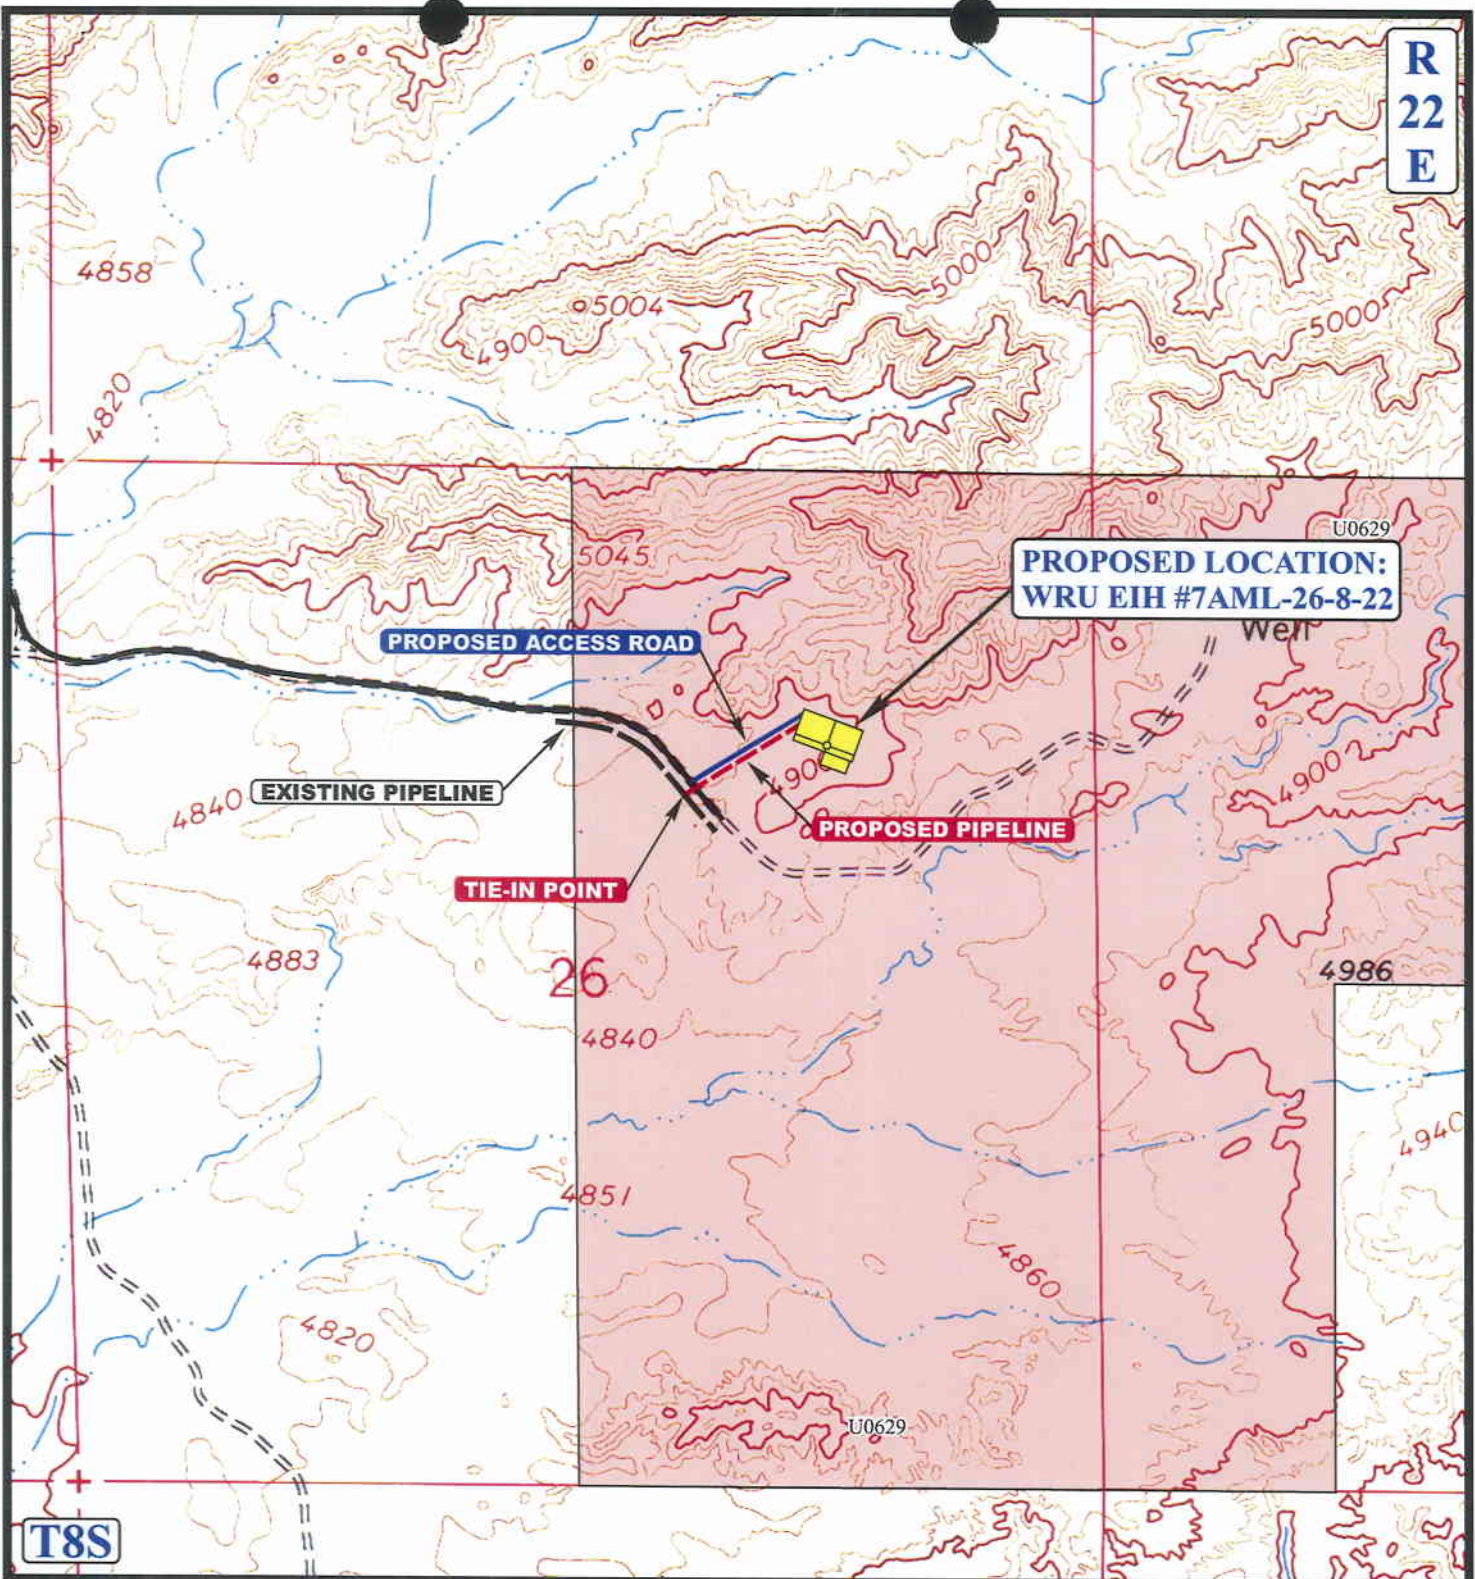 R
22
E
4858
5000
5004
4900
5000
4820
U0629
5045
PROPOSED LOCATION:
WRU EIH #7AML-26-8-22
Well
PROPOSED ACCESS ROAD
4900
4900
EXISTING PIPELINE
4840
PROPOSED PIPELINE
TIE-IN POINT
4883
26
4986
4840
4940
4851
4860
4820
U0629
T8S